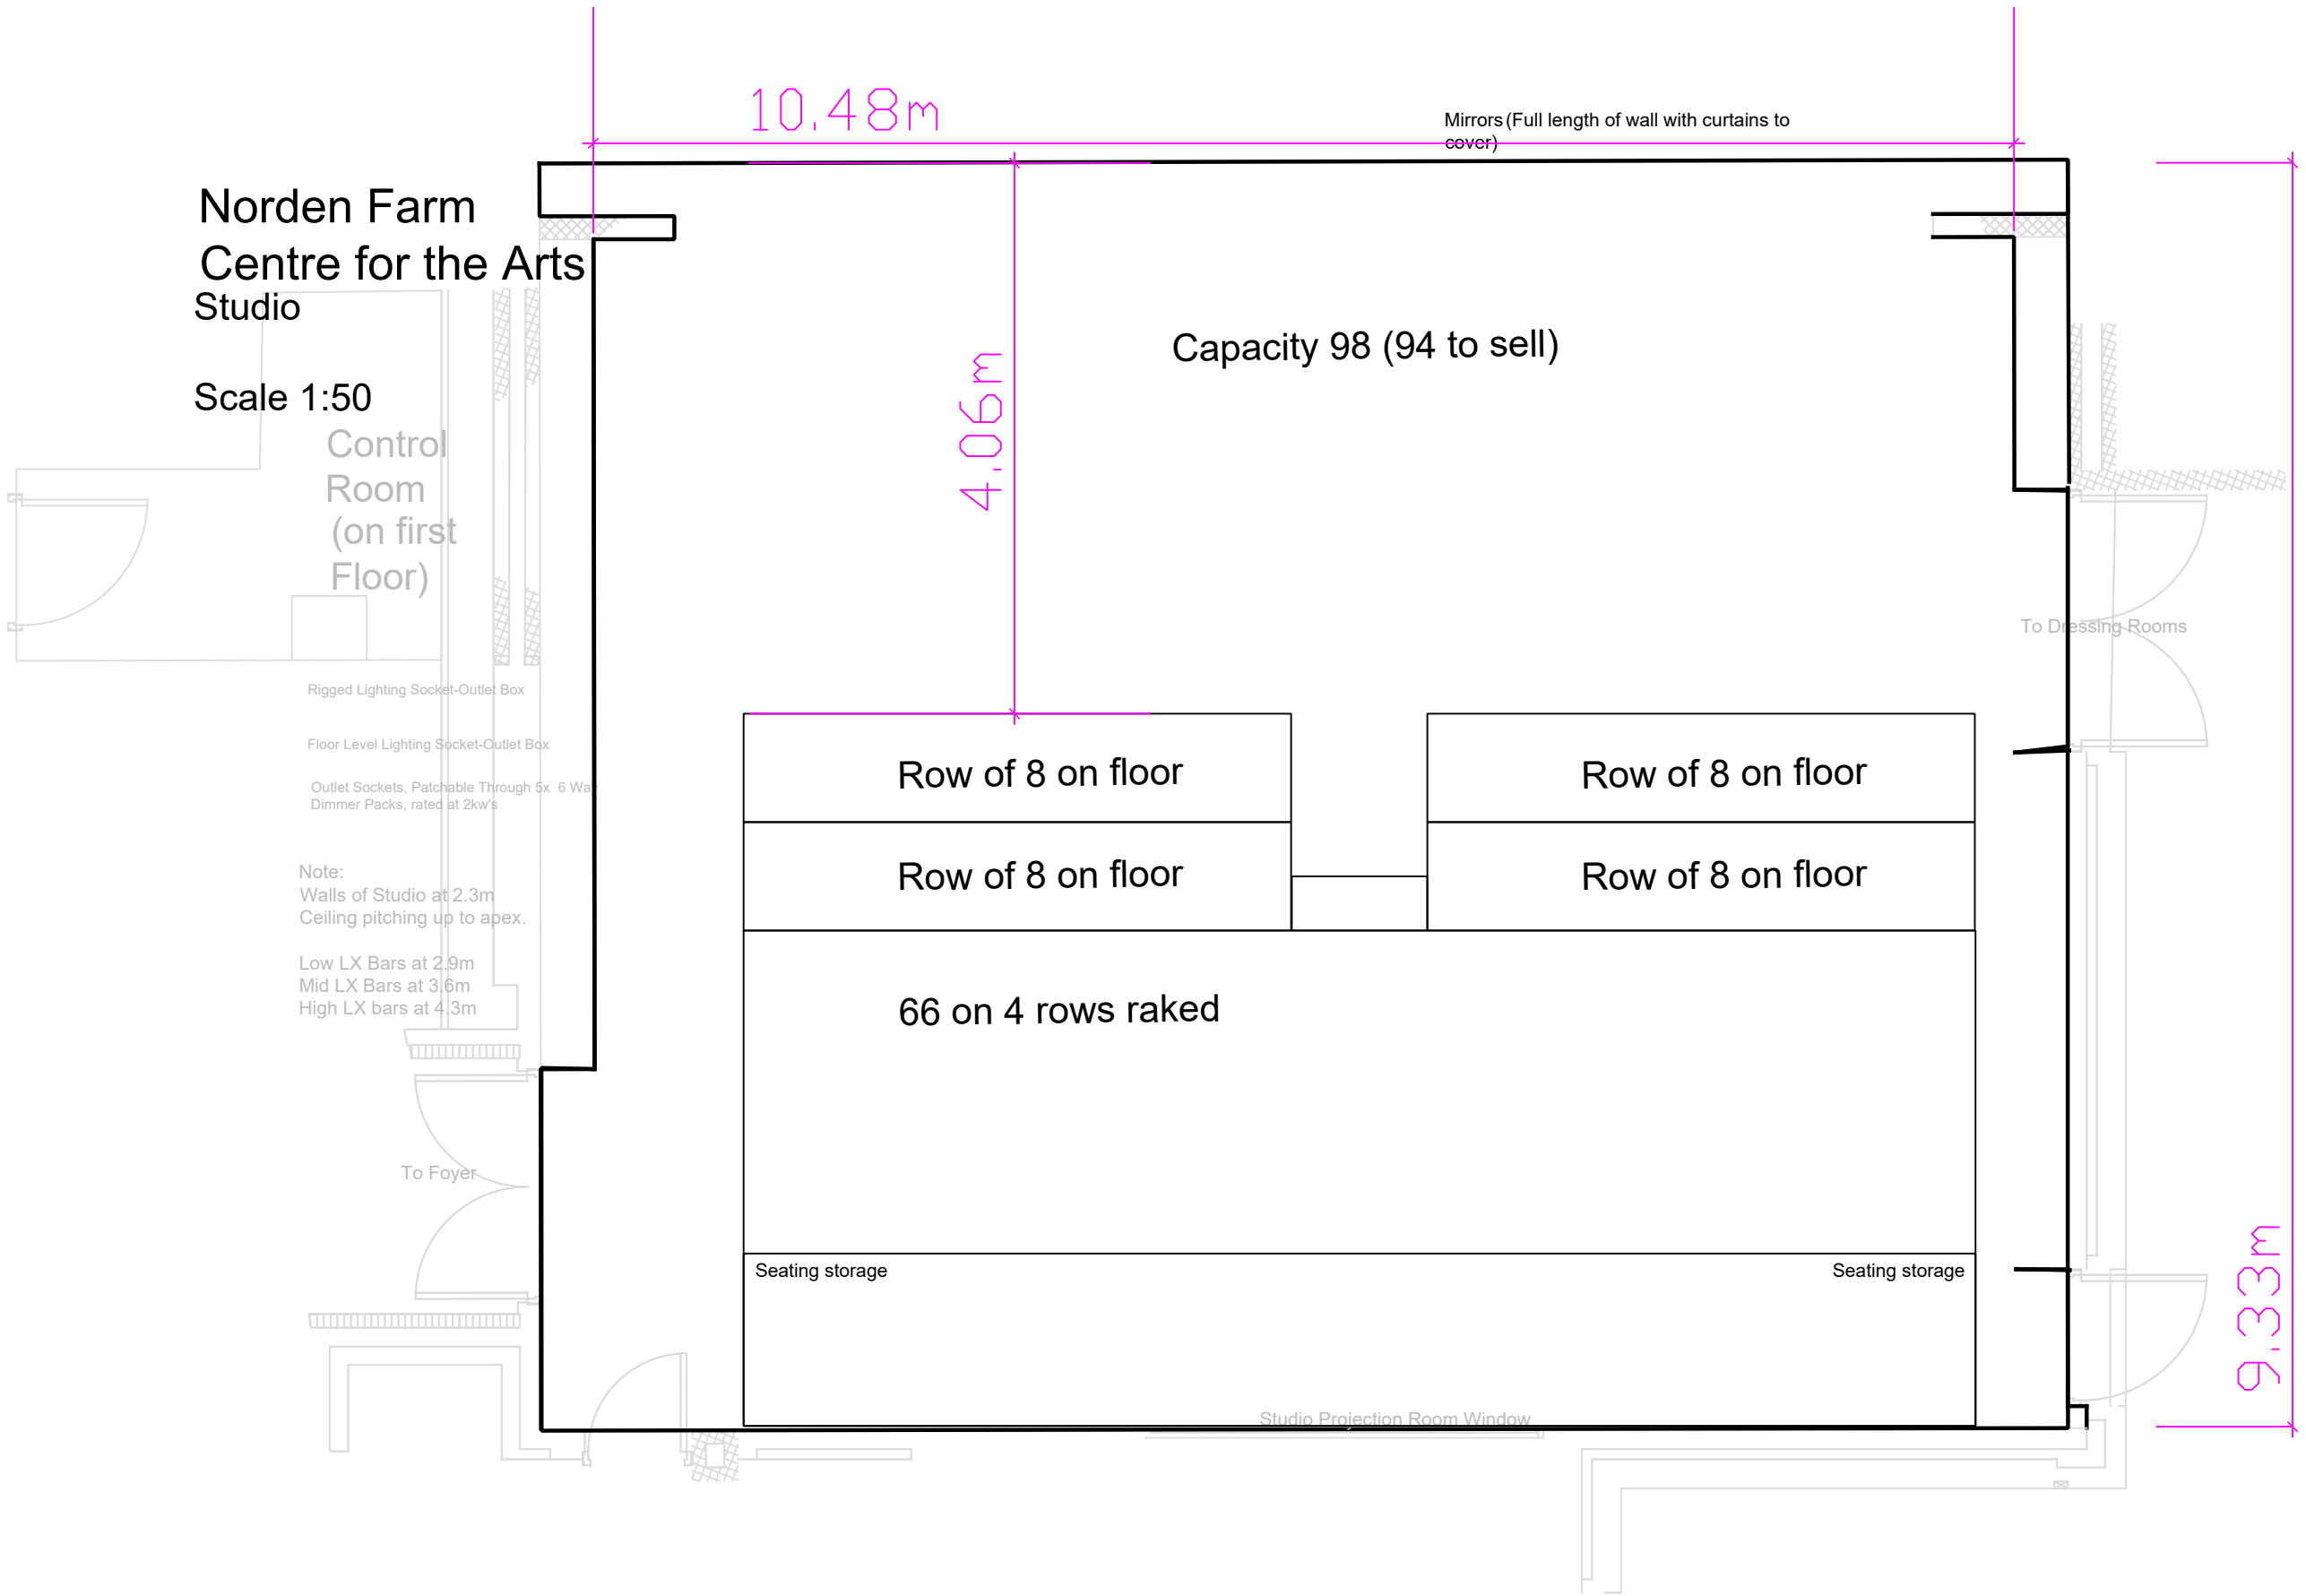 10.48m
Mirrors (Full length of wall with curtains to
cover)
Norden Farm
Centre for the Arts
Studio
Scale 1:50
Capacity 98 (94 to sell)
4.06m
Control
Room
(on first
Floor)
To Dressing Rooms
Rigged Lighting Socket-Outlet Box
Floor Level Lighting Socket-Outlet Box
Outlet Sockets, Patchable Through 5x 6 Way
Dimmer Packs, rated at 2kw's
Row of 8 on floor
Row of 8 on floor
Row of 8 on floor
Row of 8 on floor
Note:
Walls of Studio at 2.3m
Ceiling pitching up to apex.
Low LX Bars at 2.9m
Mid LX Bars at 3.6m
High LX bars at 4.3m
66 on 4 rows raked
To Foyer
Seating storage
Seating storage
9.33m
Studio Projection Room Window